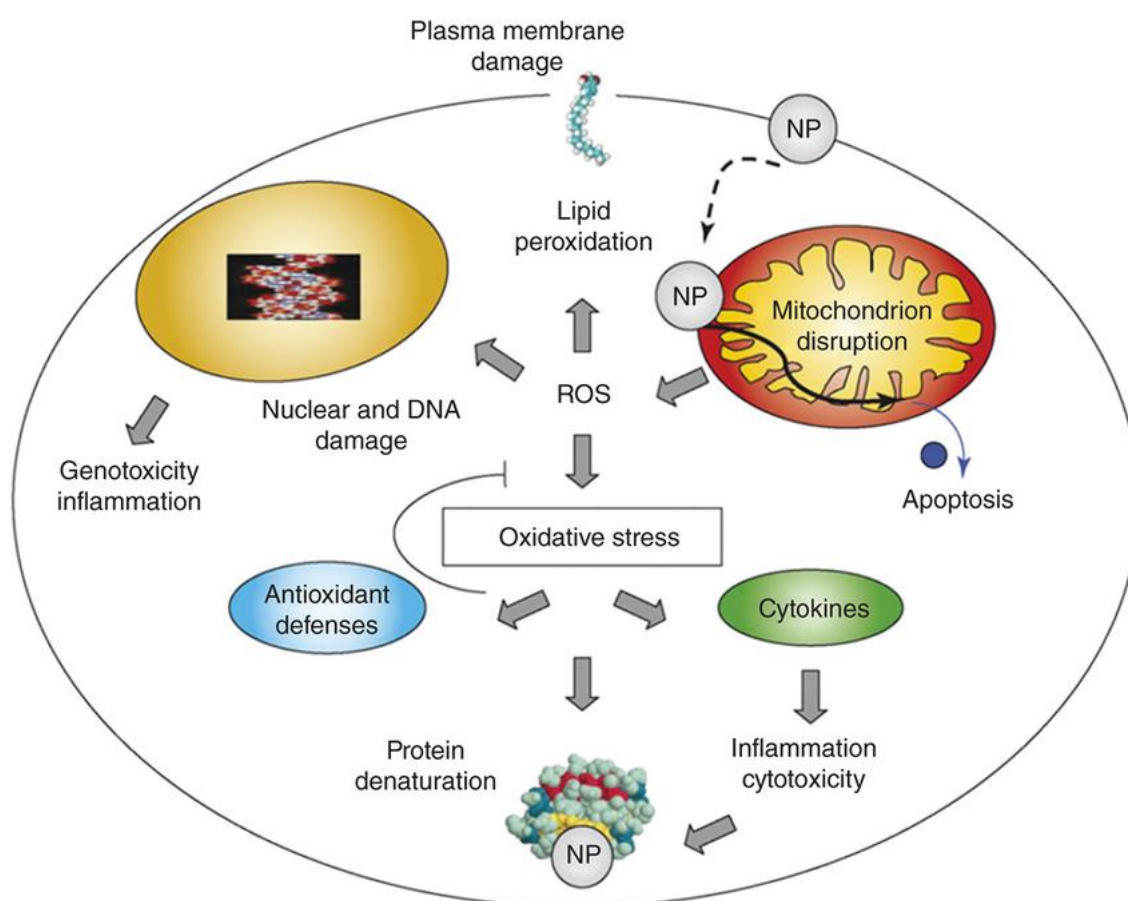 Plasma membrane
damage
NP
Lipid
peroxidation
NP
Mitochondrion
disruption
ROS
Nuclear and DNA
damage
Genotoxicity
inflammation
Apoptosis
Oxidative stress
Antioxidant
defenses
Cytokines
Protein
denaturation
Inflammation
cytotoxicity
NP